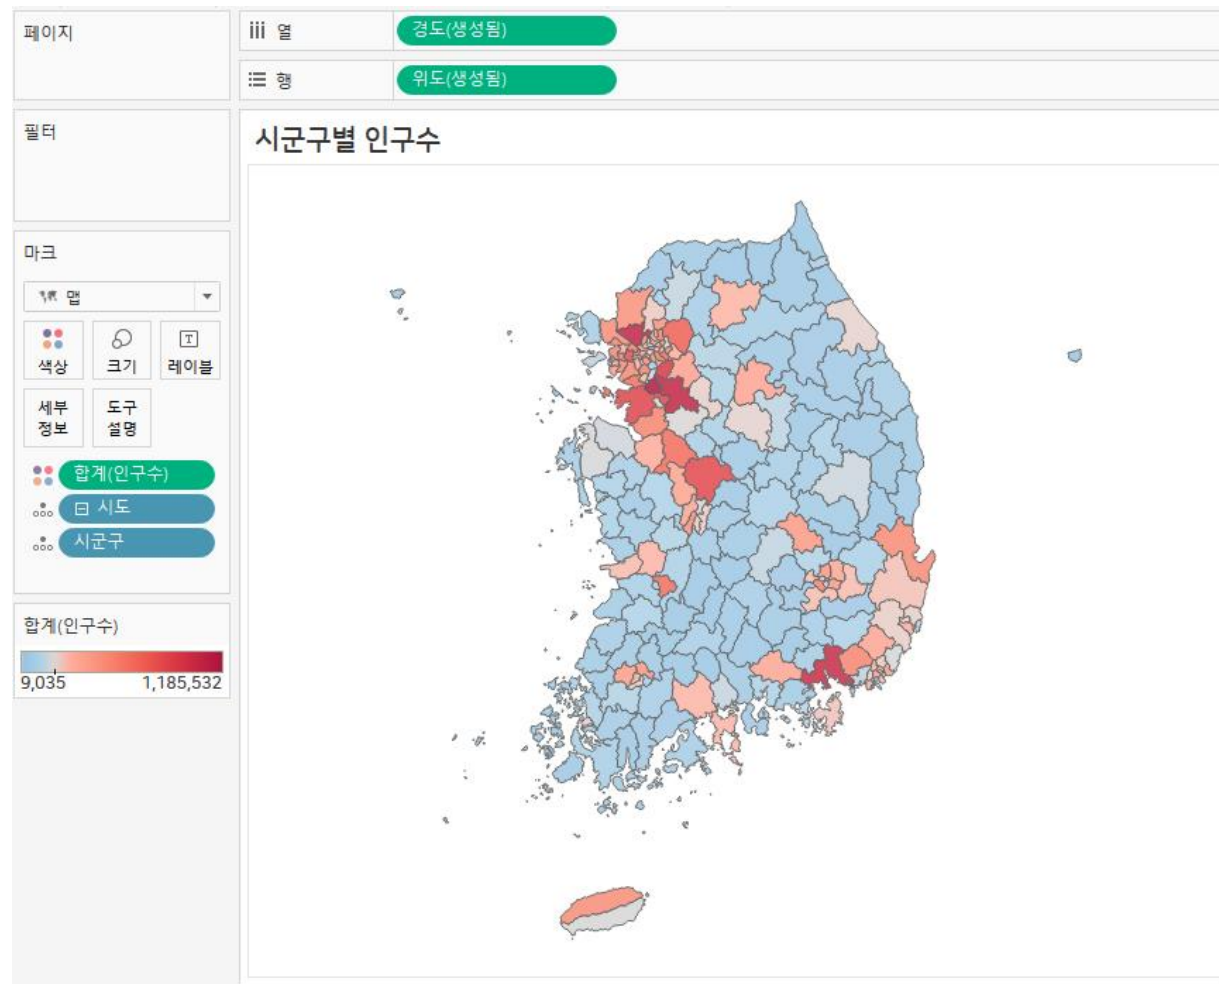 페이지
iii 열
경도(생성됨)
행
위도(생성됨)
필터
시군구별 인구수
마크
맵
색상
크기
T
레이블
세부
정보
도구
설명
합계(인구수)
시도
시군구
합계(인구수)
9,035
1,185,532